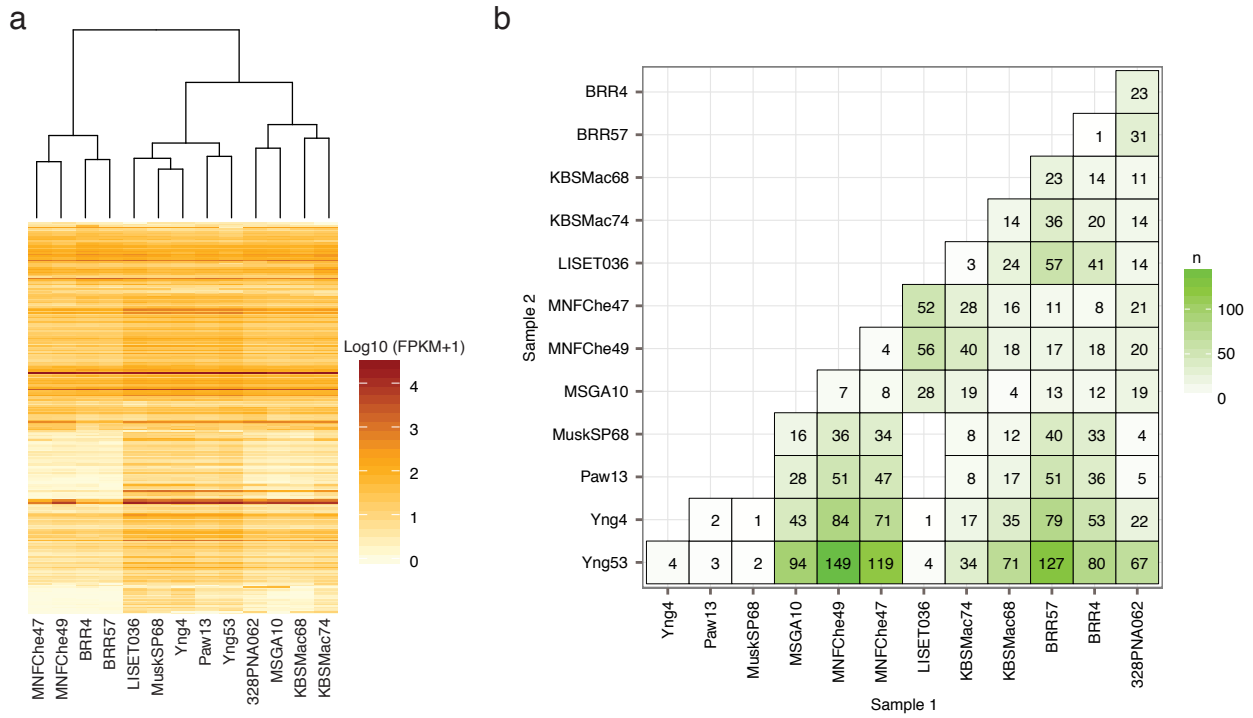 a
Log10 (FPKM+1)
4
3
2
1
0
MNFChe47
MNFChe49
BRR4
BRR57
LISET036
MuskSP68
Yng4
Paw13
Yng53
328PNA062
MSGA10
KBSMac68
KBSMac74
b
Sample 2
BRR4 23
BRR57 1 31
KBSMac68 23 14 11
KBSMac74 14 36 20 14
LISET036 3 24 57 41 14
MNFChe47 52 28 16 11 8 21
MNFChe49 4 56 40 18 17 18 20
MSGA10 7 8 28 19 4 13 12 19
MuskSP68 16 36 34 8 12 40 33 4
Paw13 28 51 47 8 17 51 36 5
Yng4 2 1 43 84 71 1 17 35 79 53 22
Yng53 4 3 2 94 149 119 4 34 71 127 80 67
Yng4
Paw13
MuskSP68
MSGA10
MNFChe49
MNFChe47
LISET036
KBSMac74
KBSMac68
BRR57
BRR4
328PNA062
Sample 1
n
100
50
0